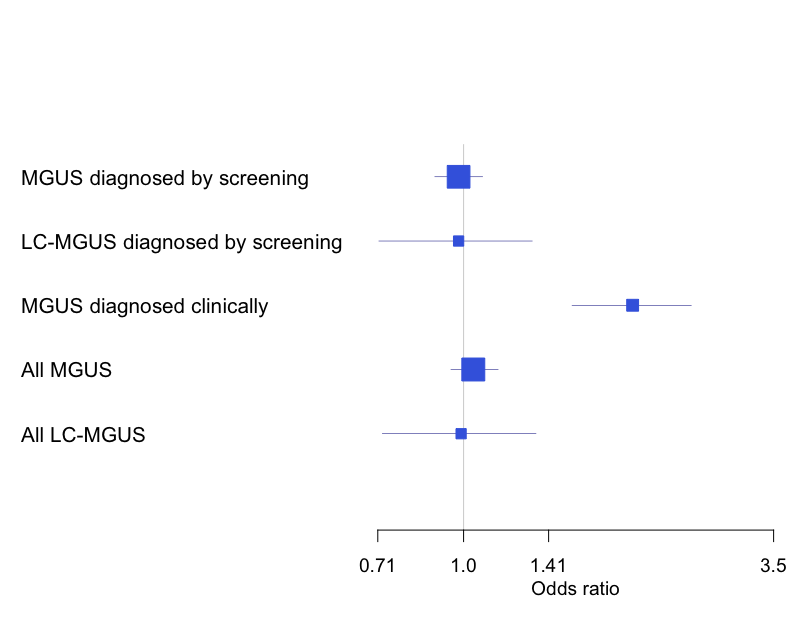 MGUS diagnosed by screening
LC-MGUS diagnosed by screening
MGUS diagnosed clinically
All MGUS
All LC-MGUS
0.71 1.0 1.41 3.5
Odds ratio